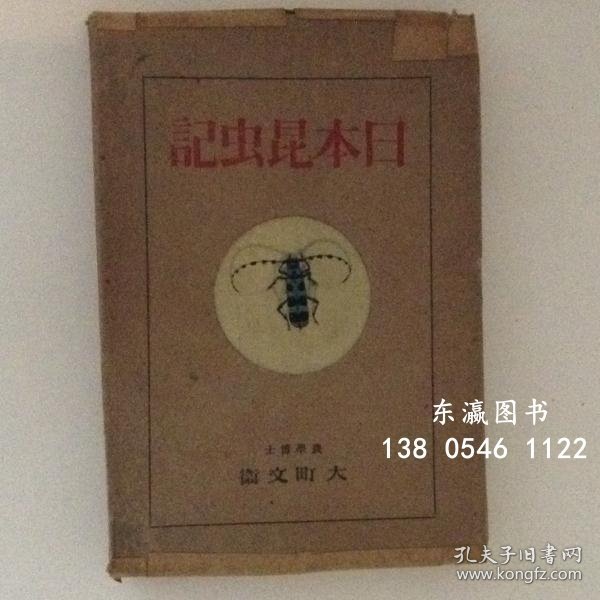 日本昆虫記
農學博士
大町文衞
东瀛图书
138 0546 1122
孔夫子旧书网
www.kongfz.com